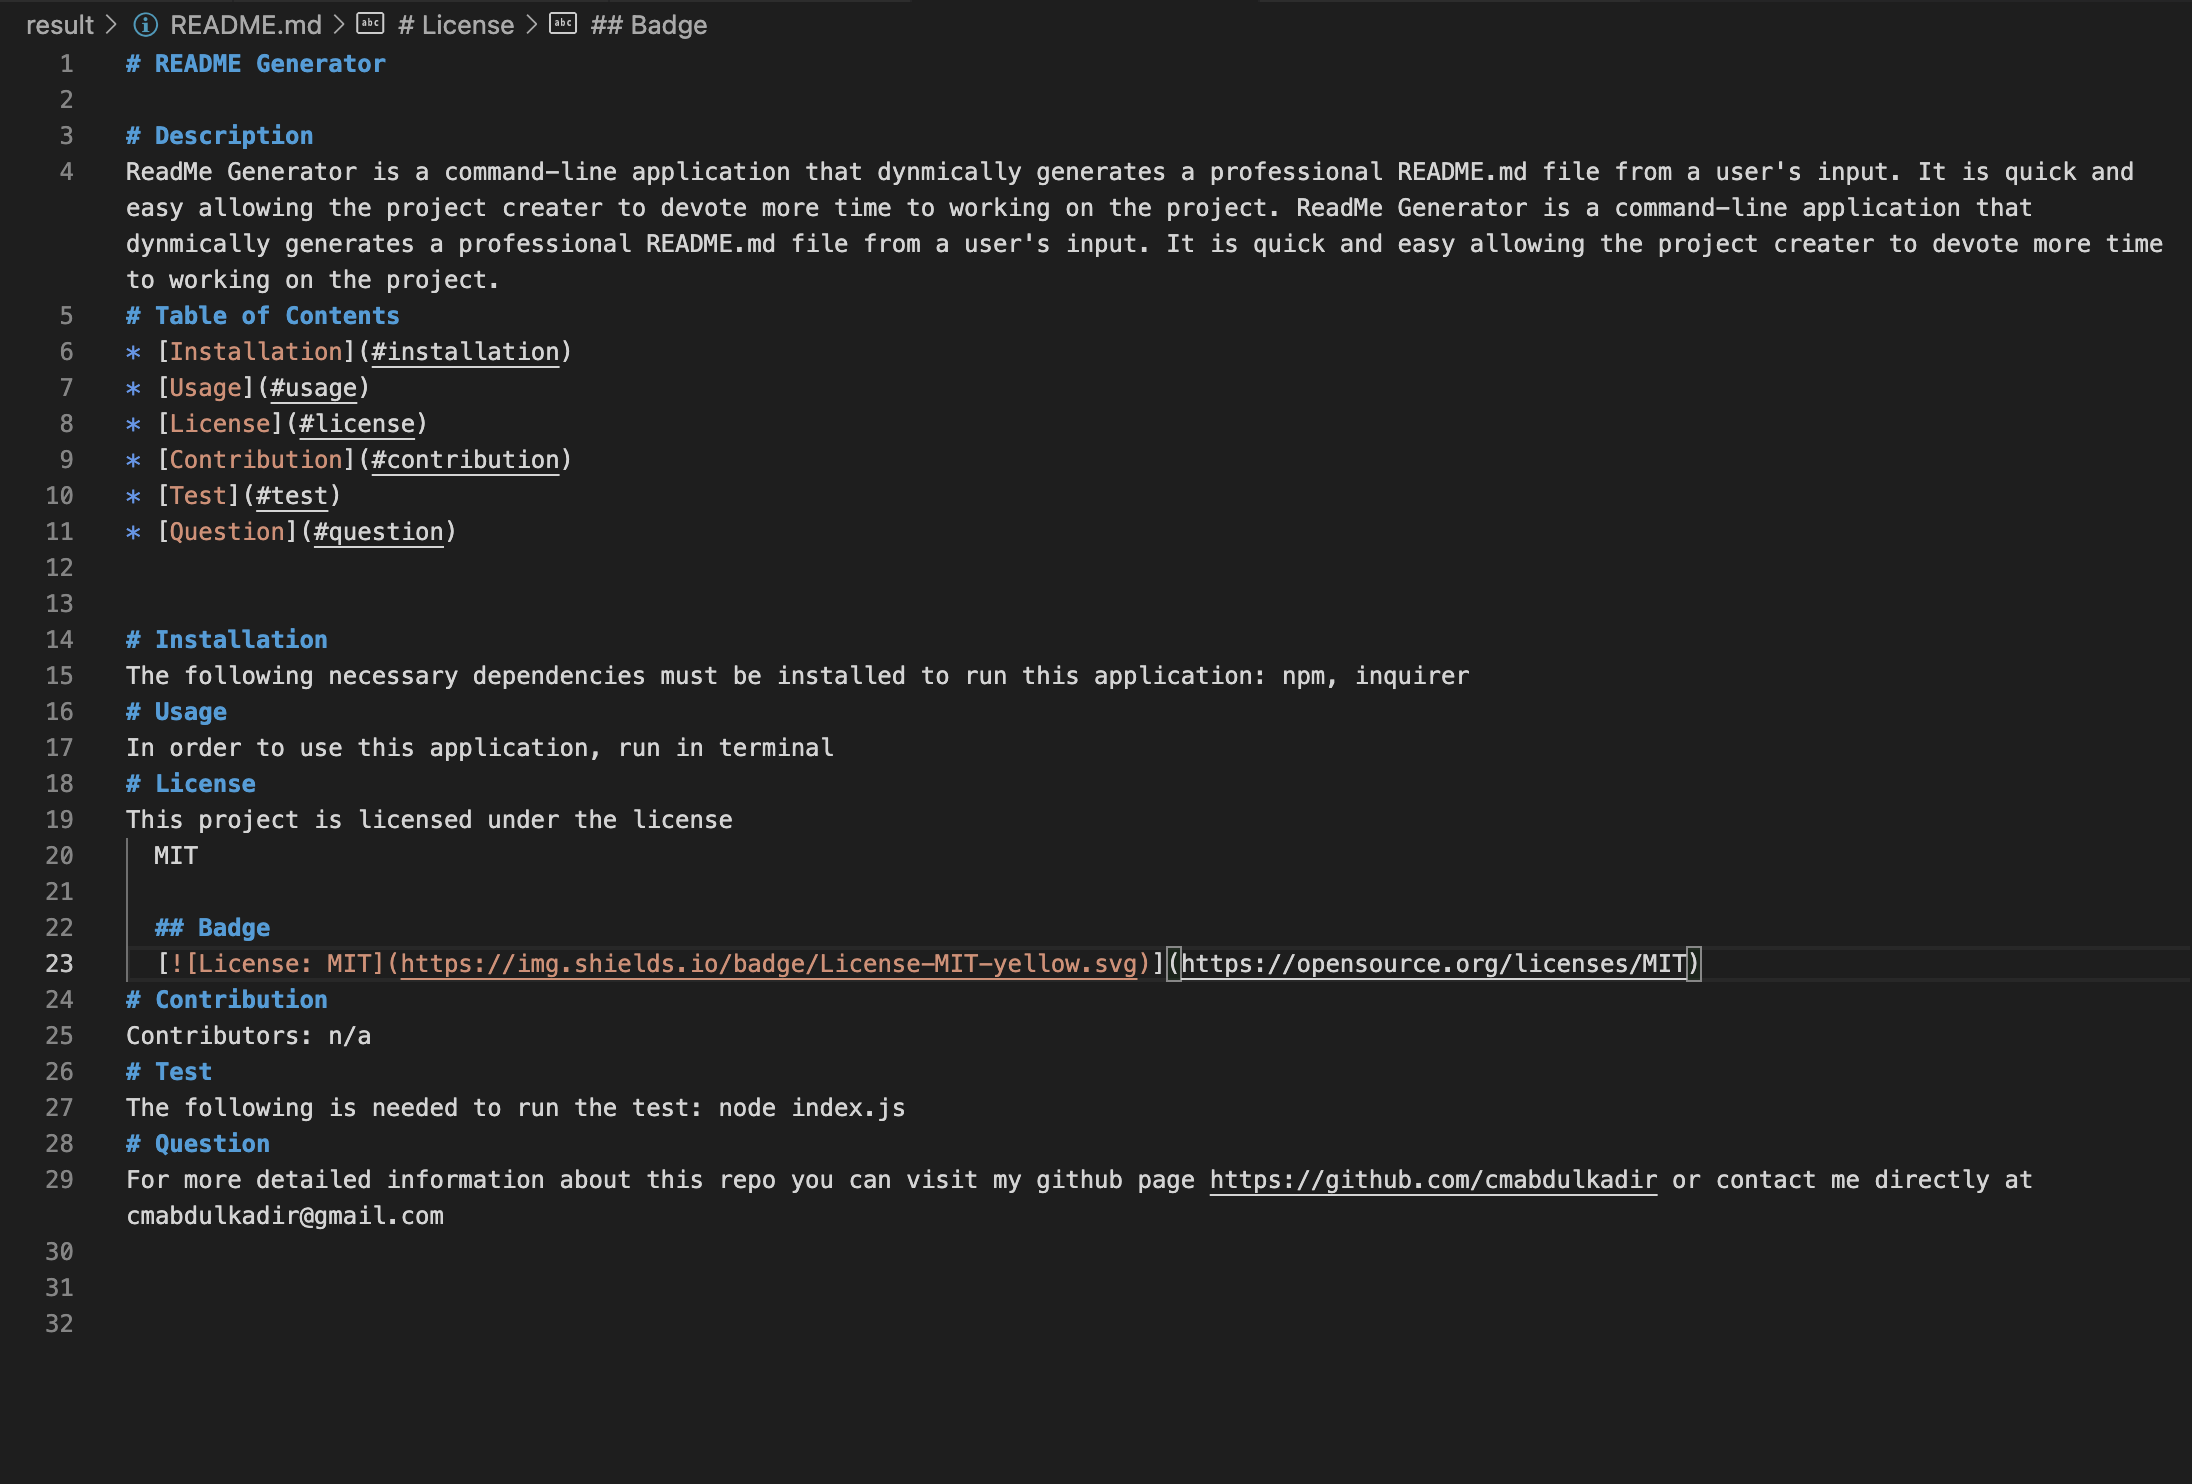 result > README.md > # License > ## Badge
1 # README Generator
2
3 # Description
4 ReadMe Generator is a command-line application that dynmically generates a professional README.md file from a user's input. It is quick and
easy allowing the project creater to devote more time to working on the project. ReadMe Generator is a command-line application that
dynmically generates a professional README.md file from a user's input. It is quick and easy allowing the project creater to devote more time
to working on the project.
5 # Table of Contents
6 * [Installation](#installation)
7 * [Usage](#usage)
8 * [License](#license)
9 * [Contribution](#contribution)
10 * [Test](#test)
11 * [Question](#question)
12
13
14 # Installation
15 The following necessary dependencies must be installed to run this application: npm, inquirer
16 # Usage
17 In order to use this application, run in terminal
18 # License
19 This project is licensed under the license
20 MIT
21
22 ## Badge
23 [![License: MIT](https://img.shields.io/badge/License-MIT-yellow.svg)](https://opensource.org/licenses/MIT)
24 # Contribution
25 Contributors: n/a
26 # Test
27 The following is needed to run the test: node index.js
28 # Question
29 For more detailed information about this repo you can visit my github page https://github.com/cmabdulkadir or contact me directly at
cmabdulkadir@gmail.com
30
31
32